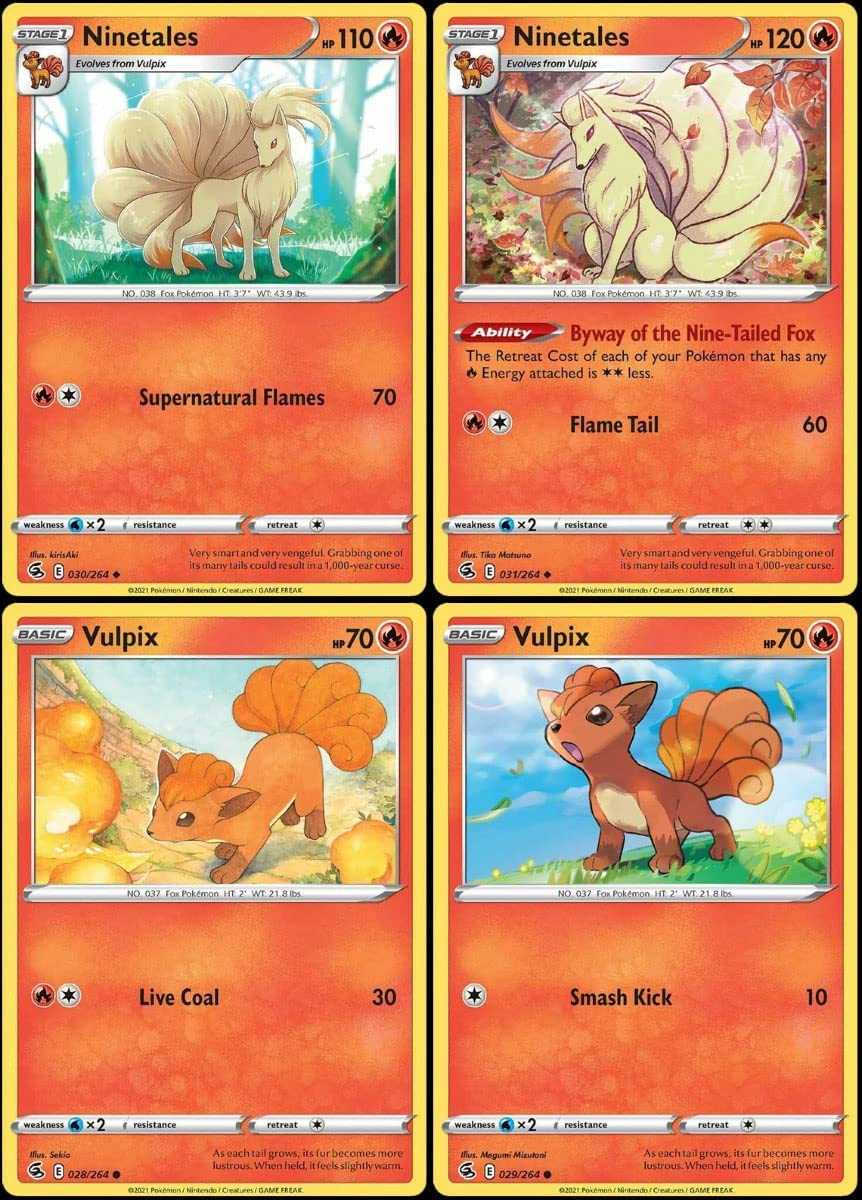 STAGE 1 Ninetales HP 110
Evolves from Vulpix
NO. 038 Fox Pokémon HT: 3'7" WT: 43.9 lbs.
Supernatural Flames 70
weakness ×2 resistance retreat
Illus. kirisAki
Very smart and very vengeful. Grabbing one of
its many tails could result in a 1,000-year curse.
E 030/264
©2021 Pokémon / Nintendo / Creatures / GAME FREAK
STAGE 1 Ninetales HP 120
Evolves from Vulpix
NO. 038 Fox Pokémon HT: 3'7" WT: 43.9 lbs.
Ability Byway of the Nine-Tailed Fox
The Retreat Cost of each of your Pokémon that has any
Energy attached is less.
Flame Tail 60
weakness ×2 resistance retreat
Illus. Tika Matsuno
Very smart and very vengeful. Grabbing one of
its many tails could result in a 1,000-year curse.
E 031/264
©2021 Pokémon / Nintendo / Creatures / GAME FREAK
BASIC Vulpix HP 70
NO. 037 Fox Pokémon HT: 2' WT: 21.8 lbs.
Live Coal 30
weakness ×2 resistance retreat
Illus. Sekio
As each tail grows, its fur becomes more
lustrous. When held, it feels slightly warm.
E 028/264
©2021 Pokémon / Nintendo / Creatures / GAME FREAK
BASIC Vulpix HP 70
NO. 037 Fox Pokémon HT: 2' WT: 21.8 lbs.
Smash Kick 10
weakness ×2 resistance retreat
Illus. Megumi Mizutani
As each tail grows, its fur becomes more
lustrous. When held, it feels slightly warm.
E 029/264
©2021 Pokémon / Nintendo / Creatures / GAME FREAK